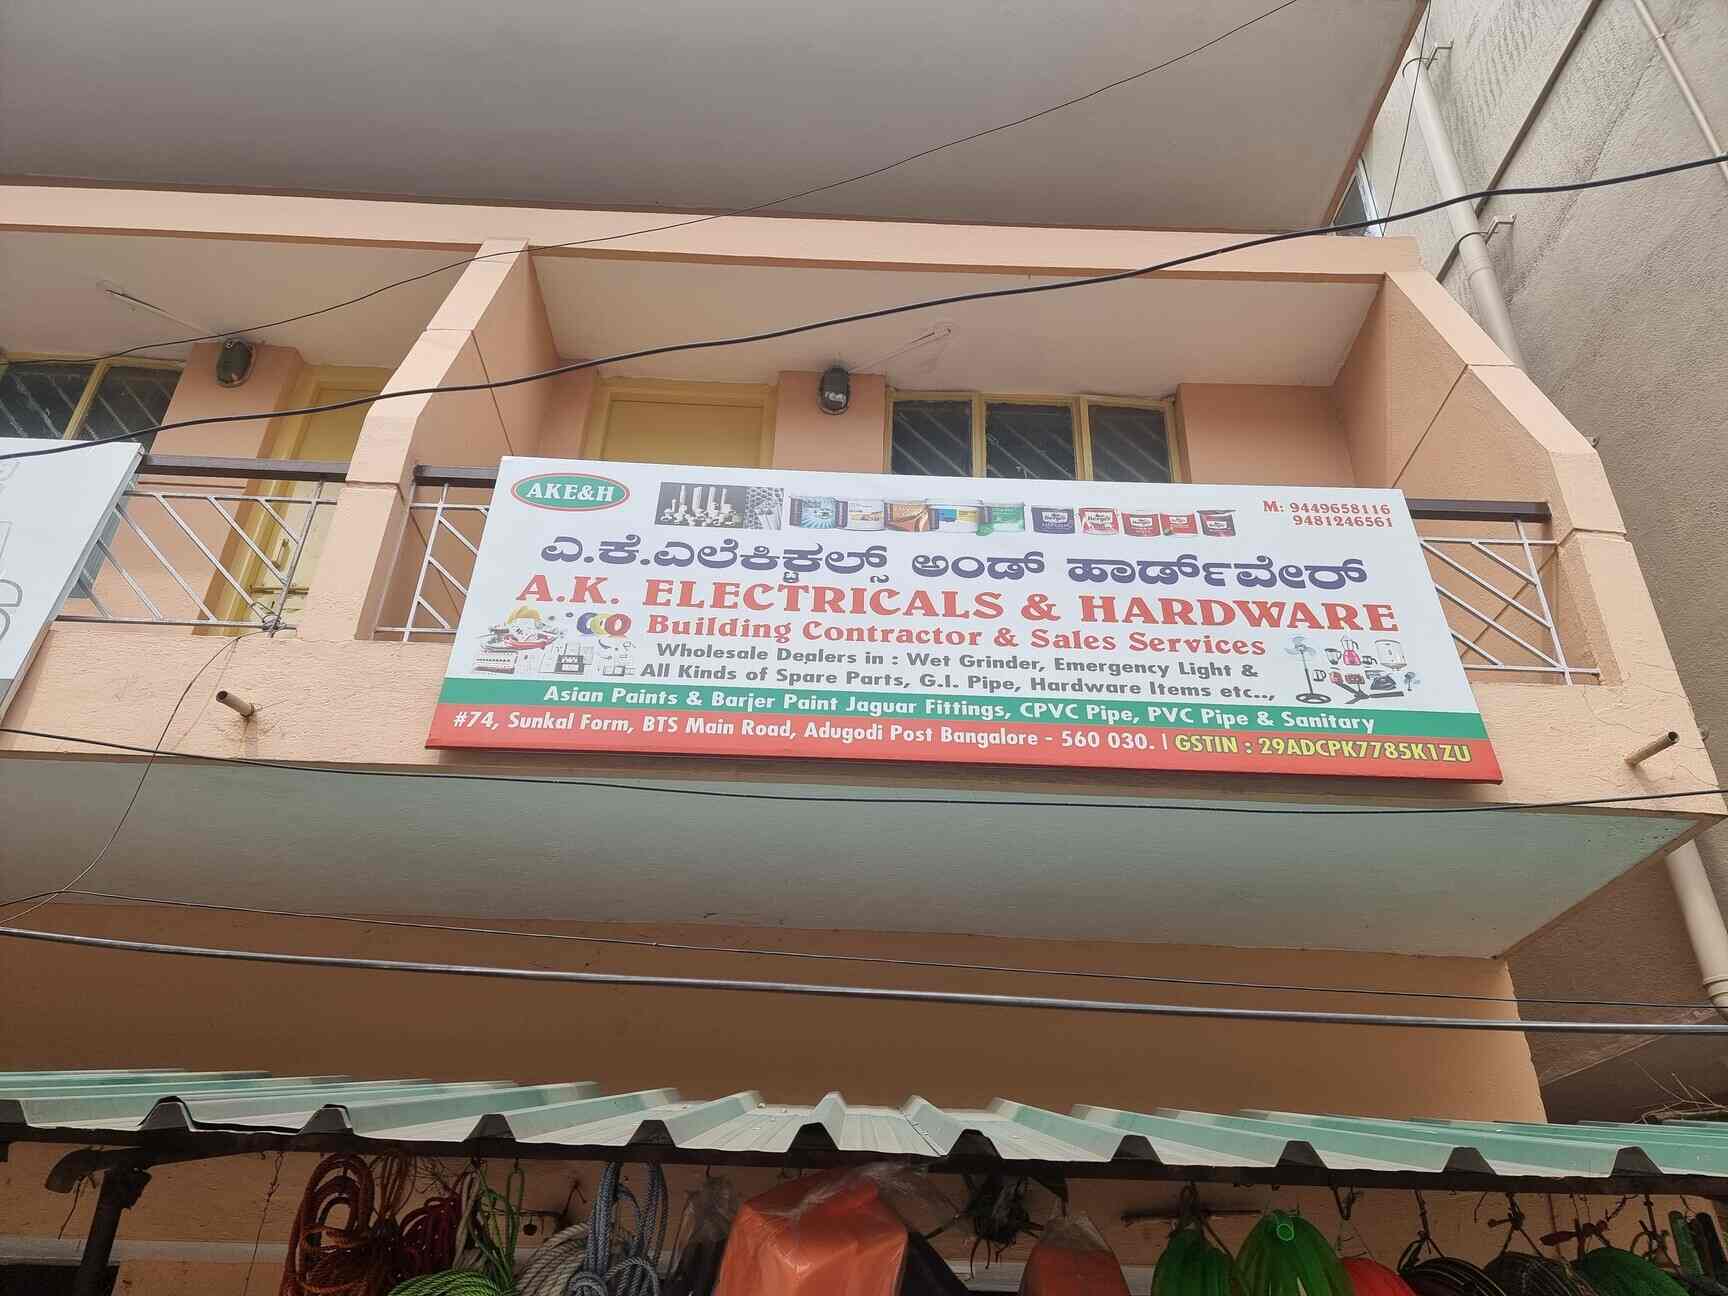 AKE&H
M: 9449658116
9481246561
ಎ.ಕೆ.ಎಲೆಕ್ಟ್ರಿಕಲ್ಸ್ ಅಂಡ್ ಹಾರ್ಡ್‌ವೇರ್
A.K. ELECTRICALS & HARDWARE
Building Contractor & Sales Services
Wholesale Dealers in : Wet Grinder, Emergency Light &
All Kinds of Spare Parts, G.I. Pipe, Hardware Items etc..,
Asian Paints & Barjer Paint Jaguar Fittings, CPVC Pipe, PVC Pipe & Sanitary
#74, Sunkal Form, BTS Main Road, Adugodi Post Bangalore - 560 030. | GSTIN : 29ADCPK7785K1ZU